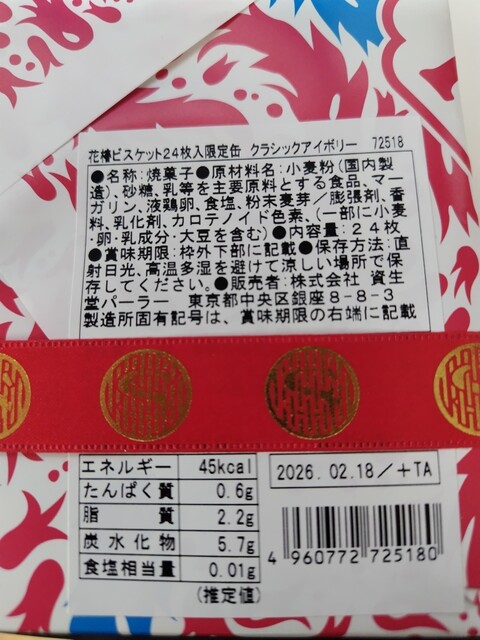 花椿ビスケット24枚入限定缶 クラシックアイボリー 72518
●名称:焼菓子●原材料名:小麦粉(国内製
造)、砂糖、乳等を主要原料とする食品、マー
ガリン、液鶏卵、食塩、粉末麦芽/膨張剤、香
料、乳化剤、カロテノイド色素、(一部に小麦
・卵・乳成分・大豆を含む)●内容量:24枚
●賞味期限:枠外下部に記載●保存方法:直
射日光、高温多湿を避けて涼しい場所で保
存してください。●販売者:株式会社 資生
堂パーラー 東京都中央区銀座8-8-3
製造所固有記号は、賞味期限の右端に記載
エネルギー 45kcal
たんぱく質 0.6g
脂質 2.2g
炭水化物 5.7g
食塩相当量 0.01g
(推定値)
2026.02.18/+TA
4 960772 725180